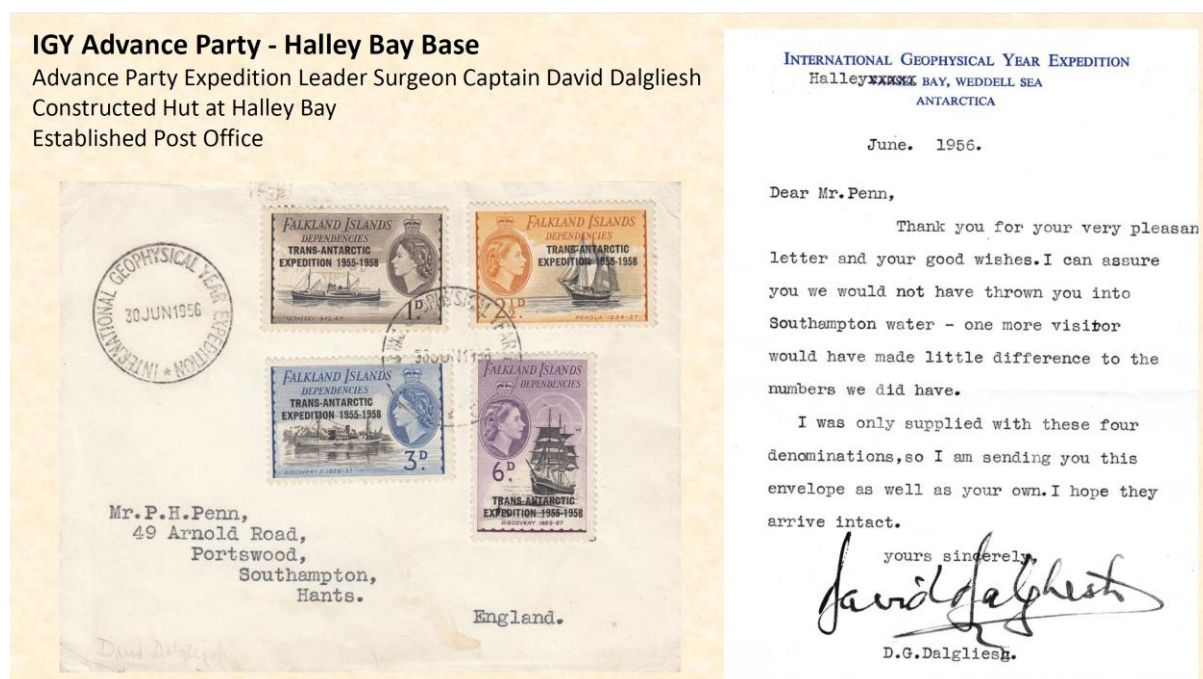 IGY Advance Party - Halley Bay Base
Advance Party Expedition Leader Surgeon Captain David Dalgliesh
Constructed Hut at Halley Bay
Established Post Office
INTERNATIONAL GEOPHYSICAL YEAR EXPEDITION
30 JUN 1956
FALKLAND ISLANDS
DEPENDENCIES
TRANS-ANTARCTIC
EXPEDITION 1955-1958
1D.
FALKLAND ISLANDS
DEPENDENCIES
TRANS-ANTARCTIC
EXPEDITION 1955-1958
2½D.
PENOLA 1934-37
FALKLAND ISLANDS
DEPENDENCIES
TRANS-ANTARCTIC
EXPEDITION 1955-1958
3D.
FALKLAND ISLANDS
DEPENDENCIES
6D.
TRANS-ANTARCTIC
EXPEDITION 1955-1958
Mr.P.H.Penn,
49 Arnold Road,
Portswood,
Southampton,
Hants.
England.
David Dalgliesh
INTERNATIONAL GEOPHYSICAL YEAR EXPEDITION
Halley BAY, WEDDELL SEA
ANTARCTICA
June. 1956.
Dear Mr.Penn,
Thank you for your very pleasan
letter and your good wishes.I can assure
you we would not have thrown you into
Southampton water - one more visitor
would have made little difference to the
numbers we did have.
I was only supplied with these four
denominations,so I am sending you this
envelope as well as your own.I hope they
arrive intact.
yours sincerely,
David Dalgliesh
D.G.Dalgliesh.